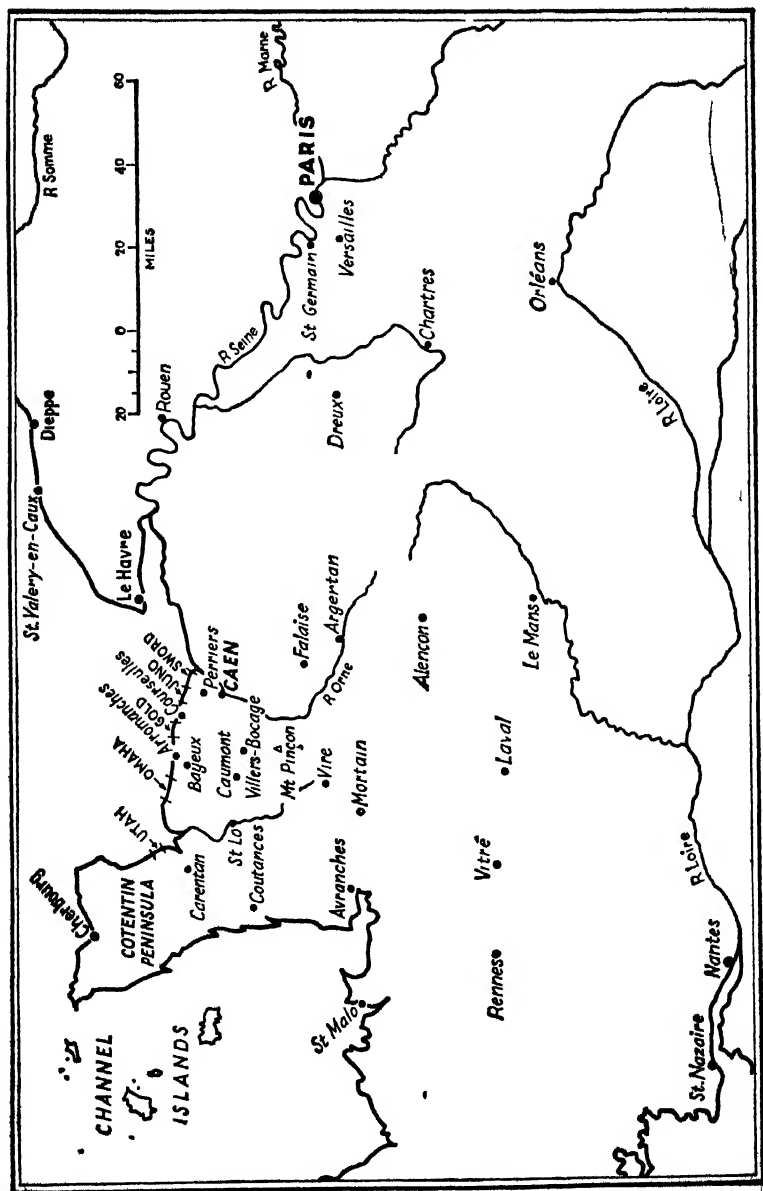 R Somme
St. Valery-en-Caux
Dieppe
20 0 20 40 60
MILES
Cherbourg
Le Havre
Rouen
R Marne
CHANNEL
ISLANDS
COTENTIN
PENINSULA
UTAH
OMAHA
Arromanches
GOLD
Courseulles
JUNO
SWORD
R Seine
Carentan
Bayeux
Perriers
CAEN
St Lo
Coutances
Caumont
Villers-Bocage
Mt Pincon
Falaise
St Germain
PARIS
Versailles
St Malo
Avranches
Vire
Mortain
R Orne
Argertan
Dreux
Chartres
Alençon
Rennes
Vitré
Laval
Le Mans
Orléans
R Loire
R Loire
St. Nazaire
Nantes